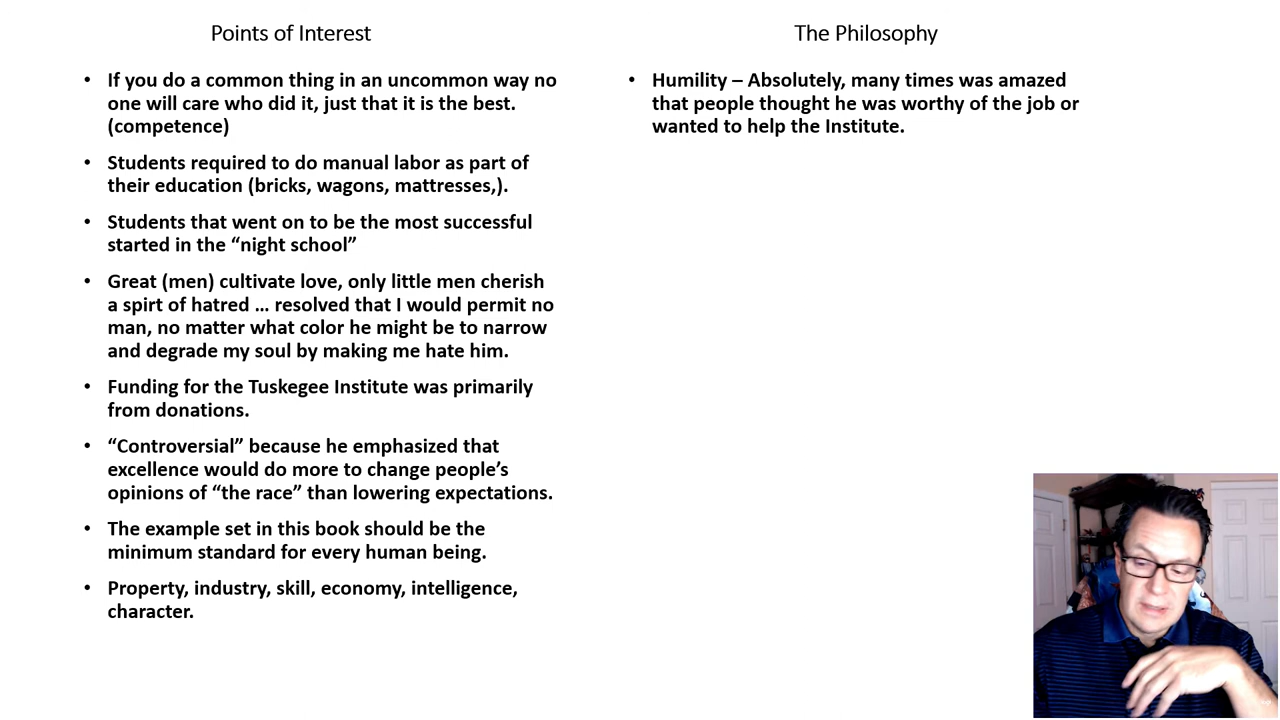 Points of Interest
• If you do a common thing in an uncommon way no
one will care who did it, just that it is the best.
(competence)
• Students required to do manual labor as part of
their education (bricks, wagons, mattresses,).
• Students that went on to be the most successful
started in the “night school”
• Great (men) cultivate love, only little men cherish
a spirt of hatred … resolved that I would permit no
man, no matter what color he might be to narrow
and degrade my soul by making me hate him.
• Funding for the Tuskegee Institute was primarily
from donations.
• “Controversial” because he emphasized that
excellence would do more to change people’s
opinions of “the race” than lowering expectations.
• The example set in this book should be the
minimum standard for every human being.
• Property, industry, skill, economy, intelligence,
character.
The Philosophy
• Humility – Absolutely, many times was amazed
that people thought he was worthy of the job or
wanted to help the Institute.